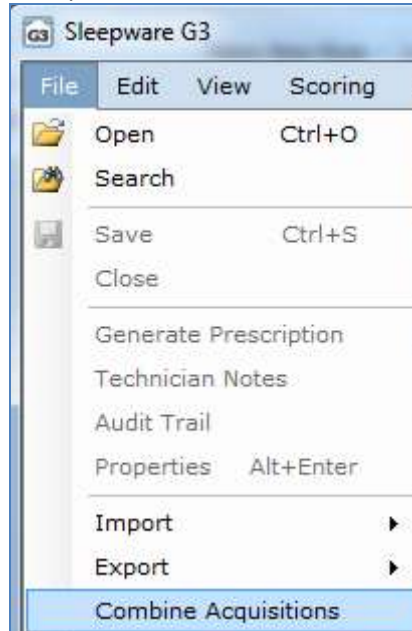 G3 Sleepware G3
File Edit View Scoring
Open Ctrl+O
Search
Save Ctrl+S
Close
Generate Prescription
Technician Notes
Audit Trail
Properties Alt+Enter
Import
Export
Combine Acquisitions